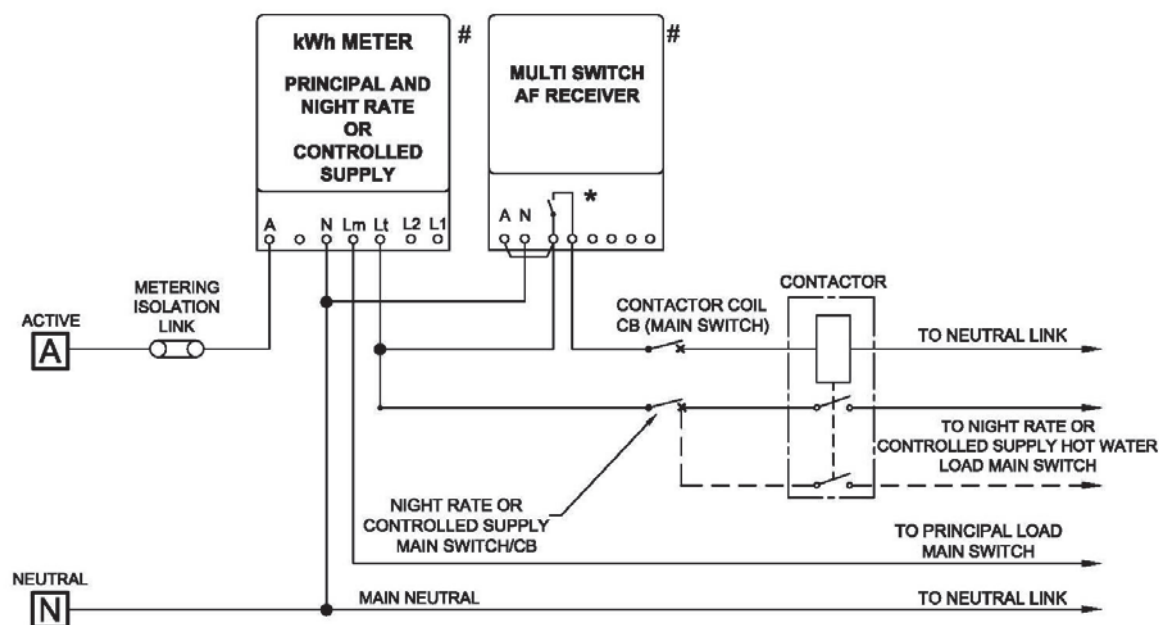 kWh METER
PRINCIPAL AND
NIGHT RATE
OR
CONTROLLED
SUPPLY
#
MULTI SWITCH
AF RECEIVER
#
*
A N Lm Lt L2 L1
A N
METERING
ISOLATION
LINK
ACTIVE
A
CONTACTOR COIL
CB (MAIN SWITCH)
CONTACTOR
TO NEUTRAL LINK
TO NIGHT RATE OR
CONTROLLED SUPPLY HOT WATER
LOAD MAIN SWITCH
NIGHT RATE OR
CONTROLLED SUPPLY
MAIN SWITCH/CB
TO PRINCIPAL LOAD
MAIN SWITCH
NEUTRAL
N
MAIN NEUTRAL
TO NEUTRAL LINK